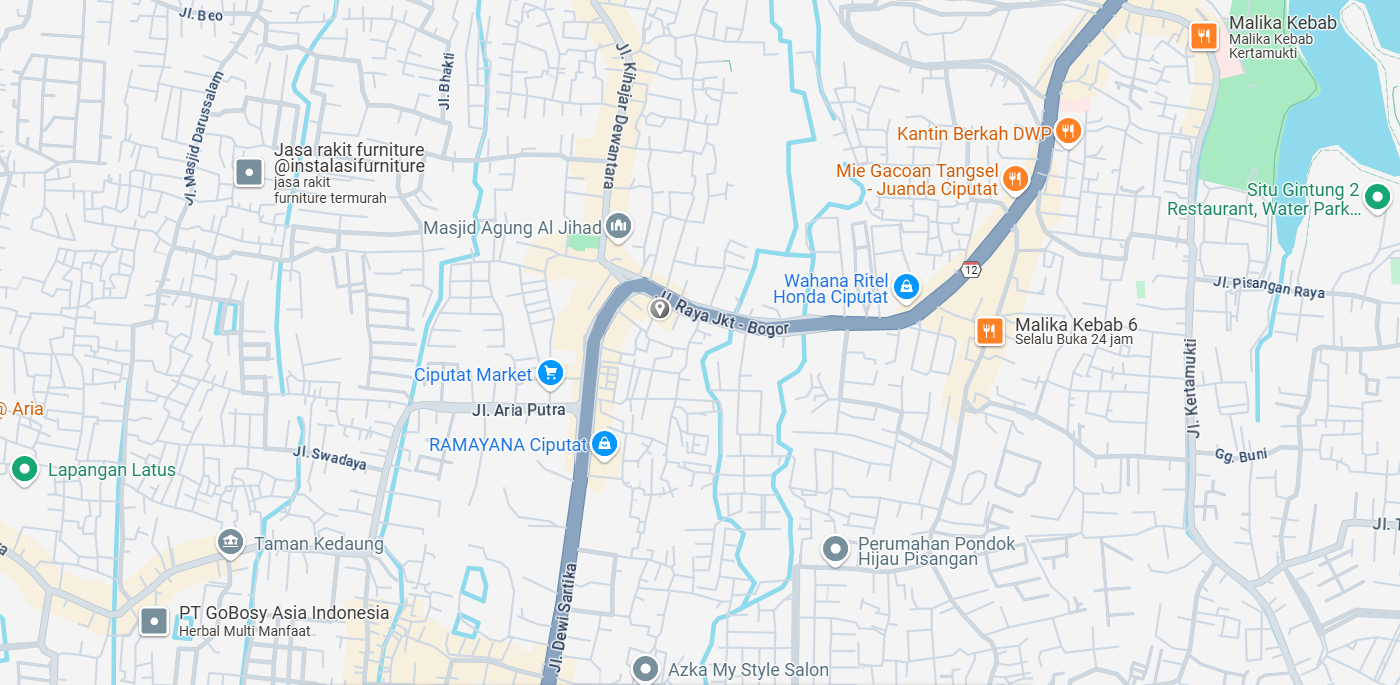 Jl. Beo
Malika Kebab
Malika Kebab
Kertamukti
Jl. Kihajar Dewantara
Jl. Bhakti
Jl. Masjid Darussalam
Kantin Berkah DWP
Jasa rakit furniture
@instalasifurniture
jasa rakit
furniture termurah
Mie Gacoan Tangsel
- Juanda Ciputat
Situ Gintung 2
Restaurant, Water Park...
Masjid Agung Al Jihad
12
Wahana Ritel
Honda Ciputat
Jl. Pisangan Raya
Jl. Raya Jkt - Bogor
Malika Kebab 6
Selalu Buka 24 jam
Ciputat Market
Jl. Kertamukti
@ Aria
Jl. Aria Putra
RAMAYANA Ciputat
Jl. Swadaya
Gg. Buni
Lapangan Latus
Jl. T
Taman Kedaung
Perumahan Pondok
Hijau Pisangan
Jl. Dewi Sartika
PT GoBosy Asia Indonesia
Herbal Multi Manfaat
Azka My Style Salon